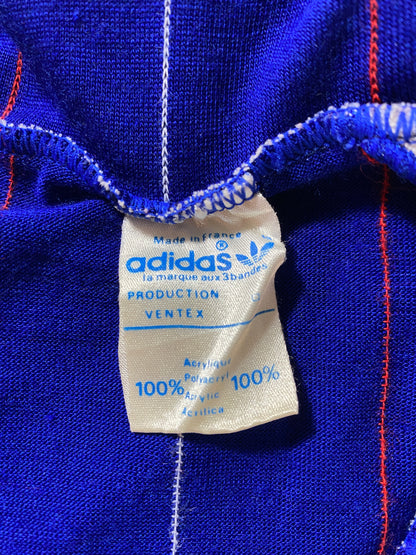 Made in France
adidas®
la marque aux 3 bandes
PRODUCTION
VENTEX
Acrylique
100% Polyacryl 100%
Acrylic
Acrilica